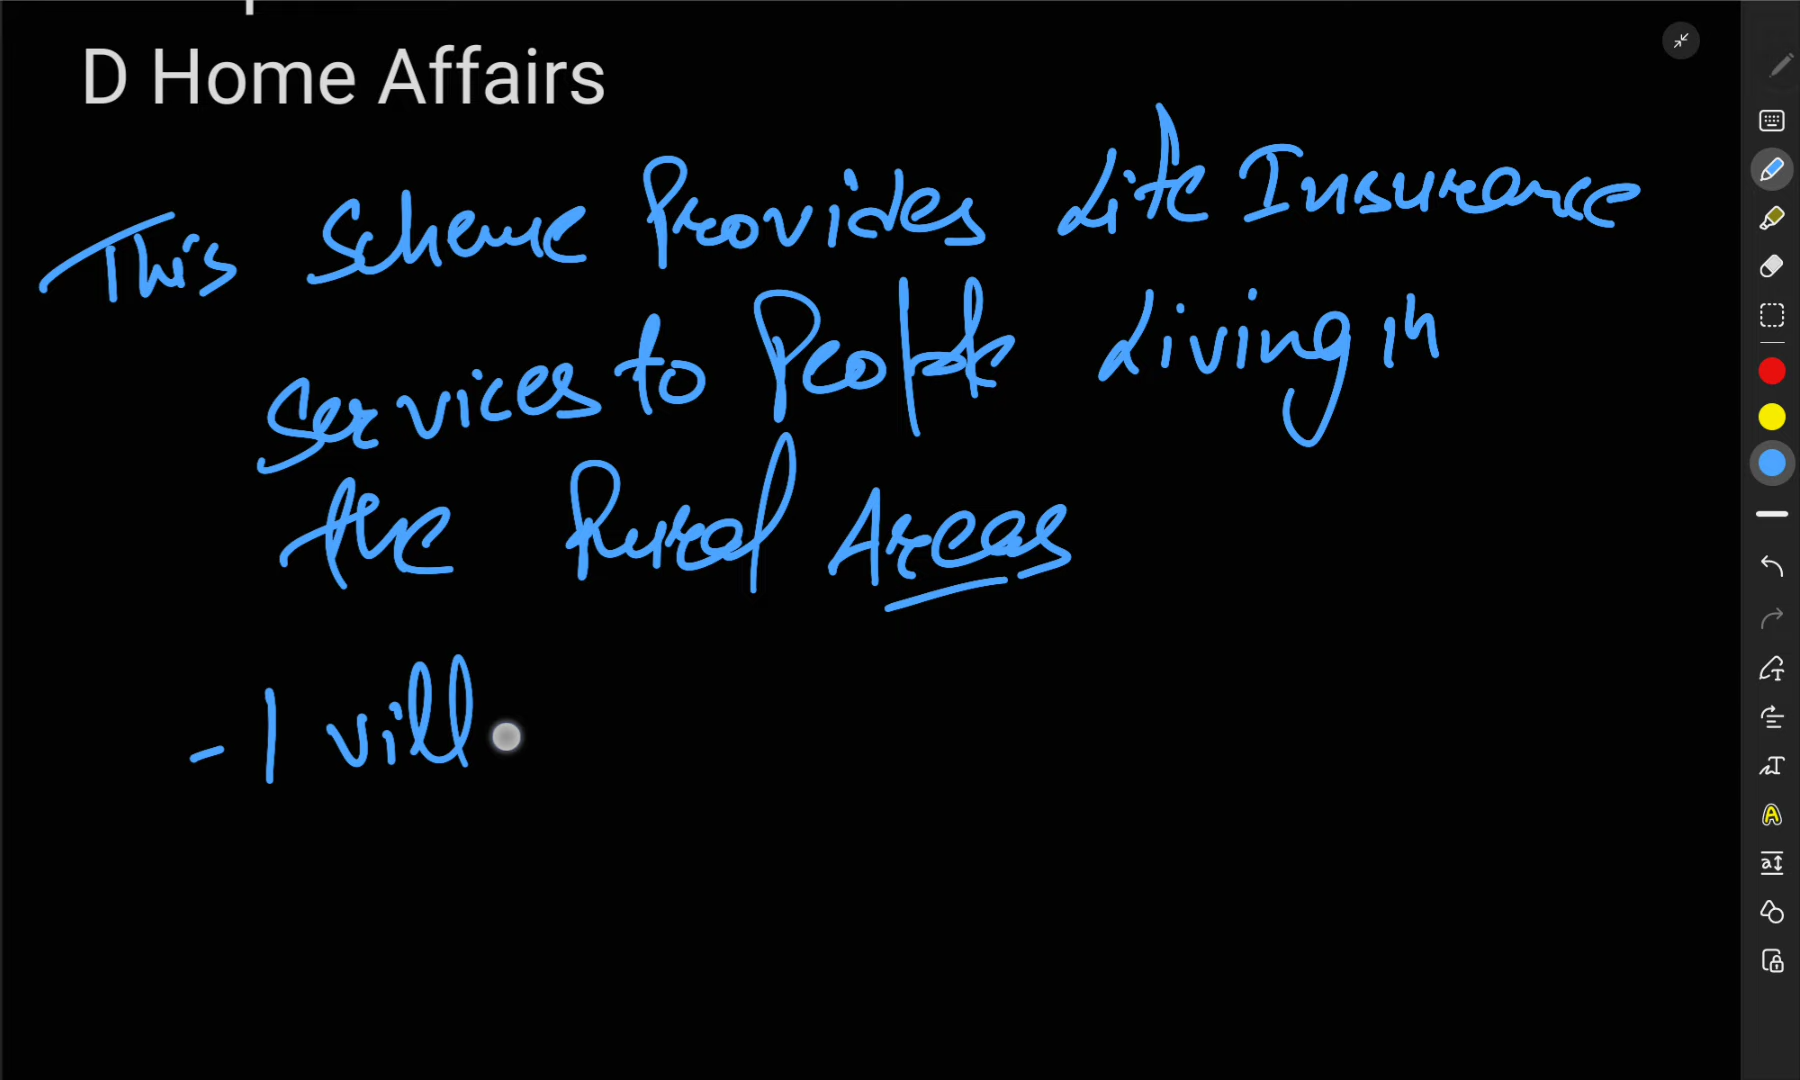 D Home Affairs
This Scheme Provides Life Insurance
Services to People Living in
the Rural Areas
- 1 vill